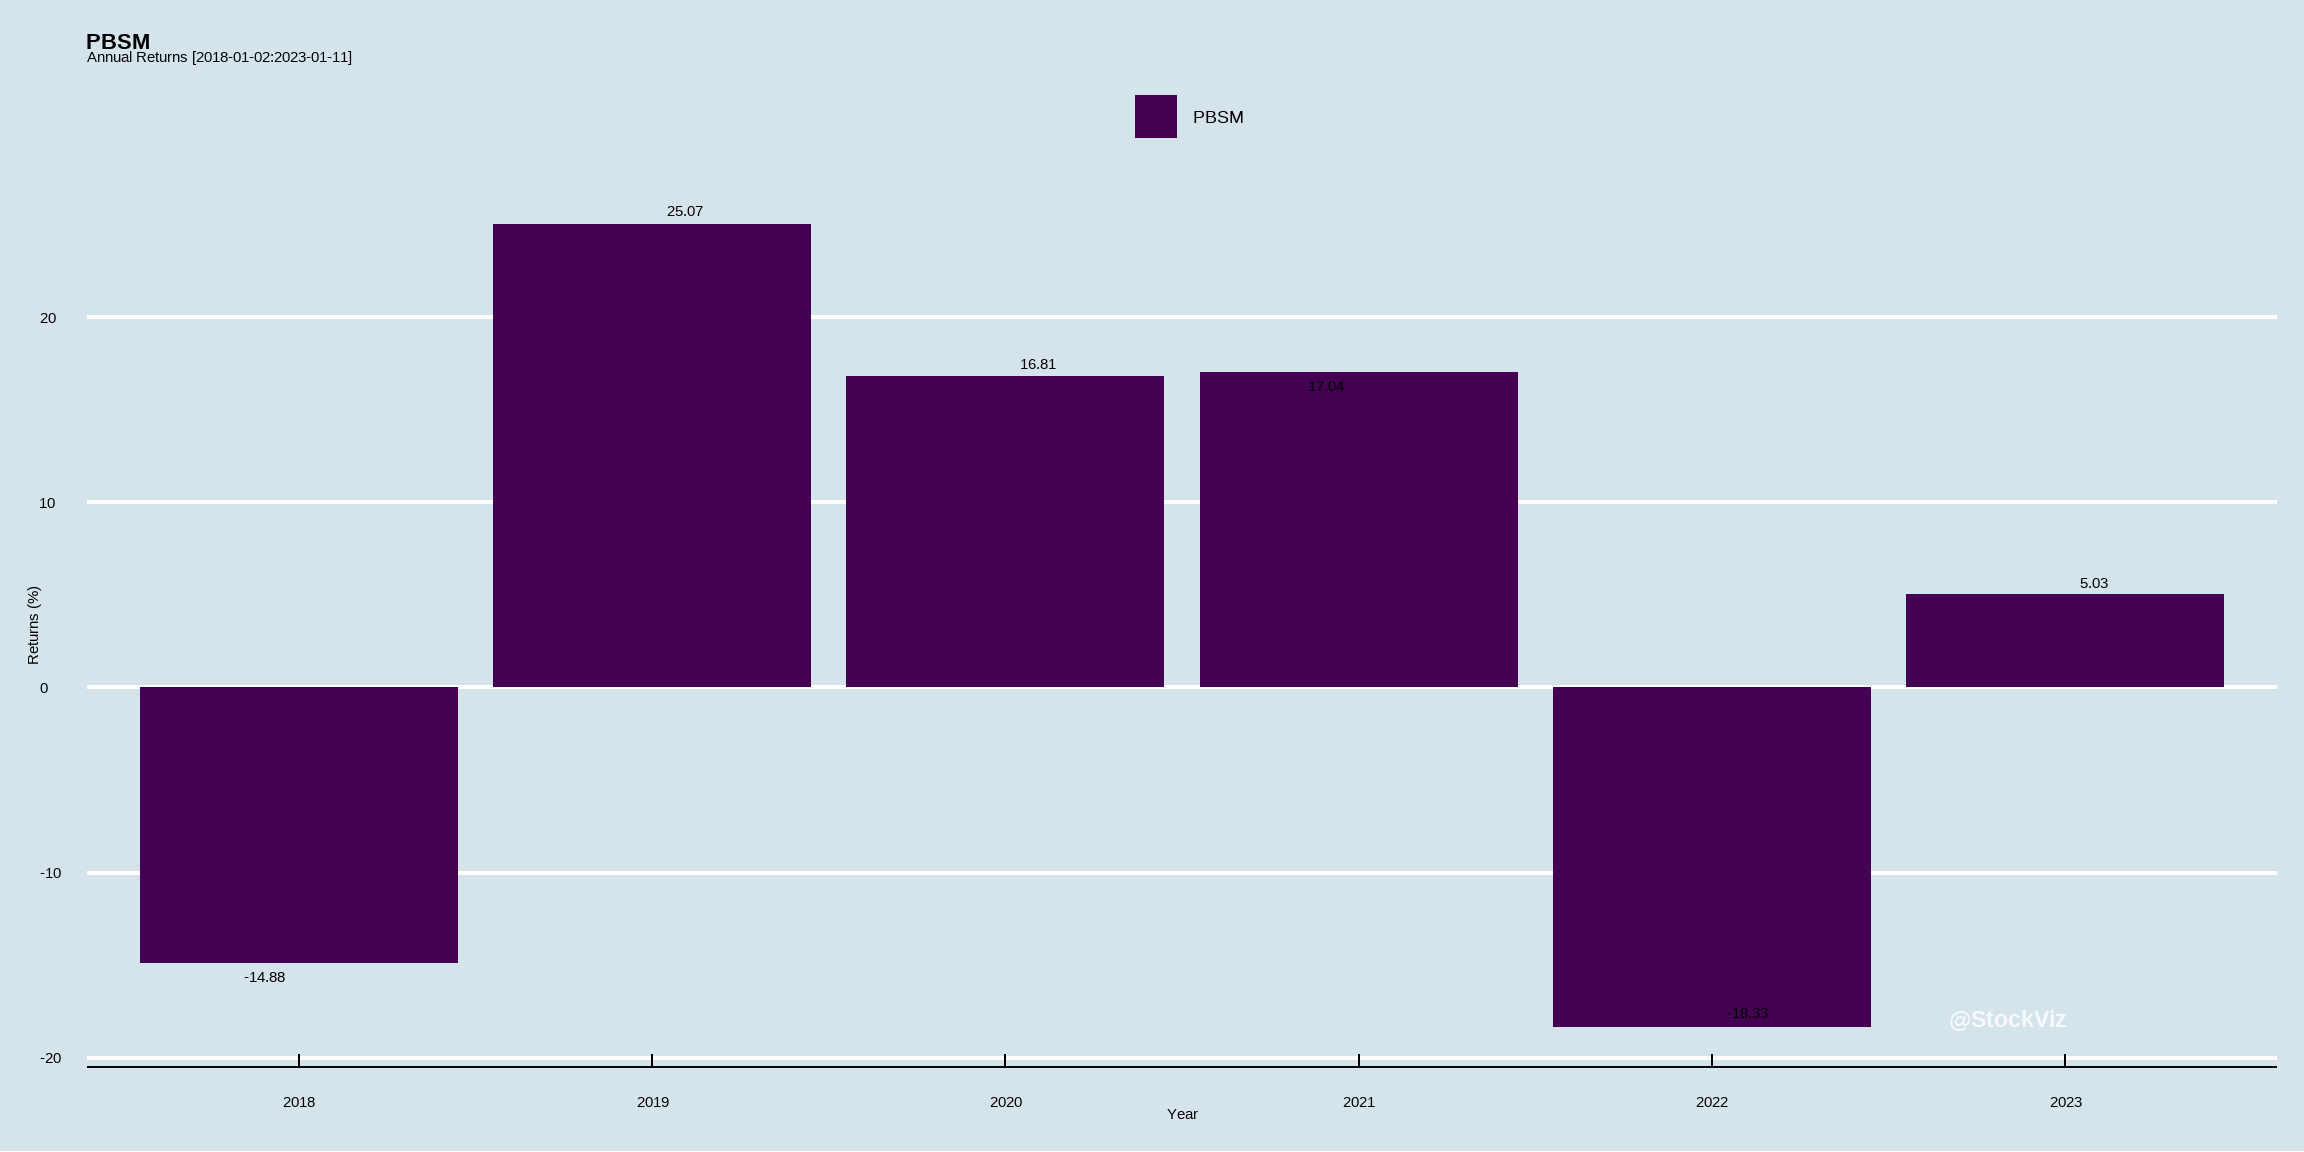 PBSM
Annual Returns [2018-01-02:2023-01-11]
PBSM
25.07
20
16.81
17.04
10
5.03
Returns (%)
0
-10
-14.88
-18.33
@StockViz
-20
2018 2019 2020 2021 2022 2023
Year